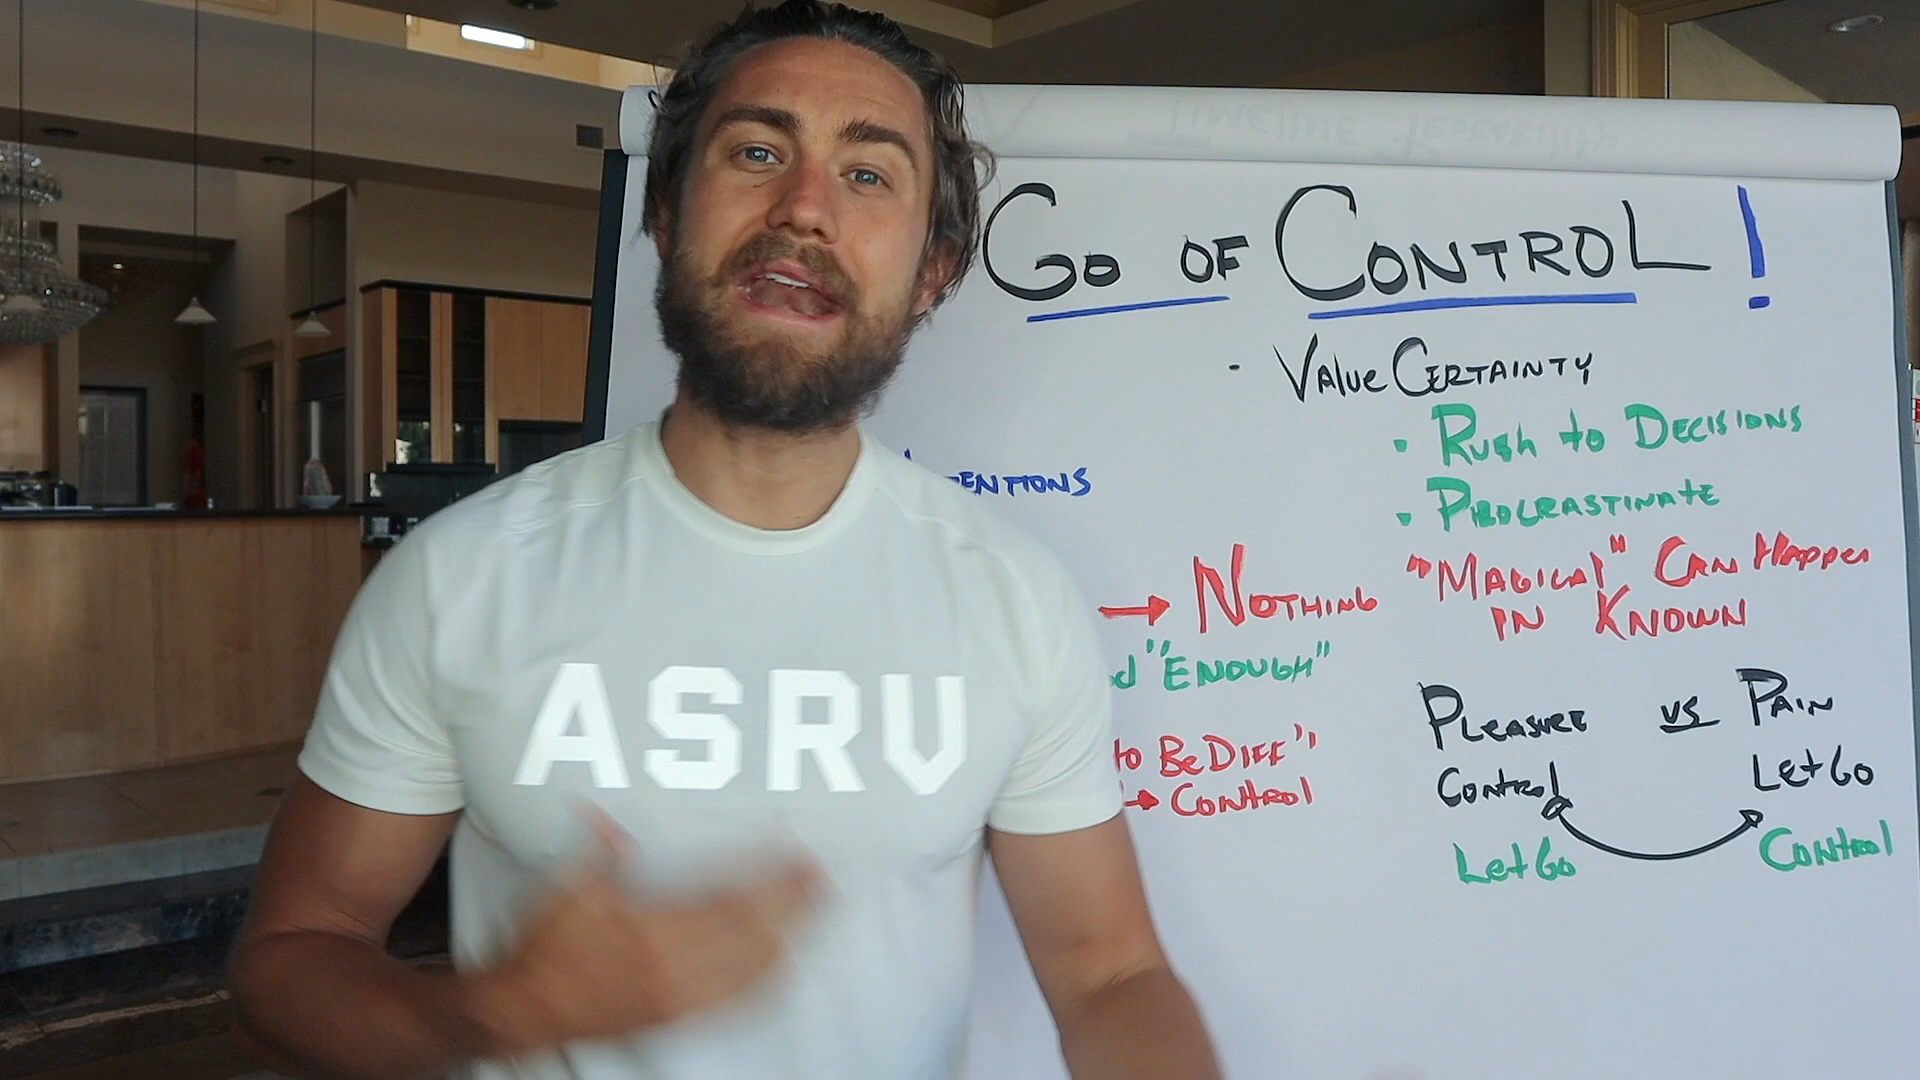 Go OF CONTROL!
· Value CERTAINTY
· Rush to DECISIONS
· PROCRASTINATE
ENTIONS
→ NOTHING
"MAGICAl" CAN HAppen
IN KNOWN
"ENOUGH"
to Be DIFF"
→ CONTROl
Pleasure vs PAIN
Control Let Go
Let Go Control
ASRV